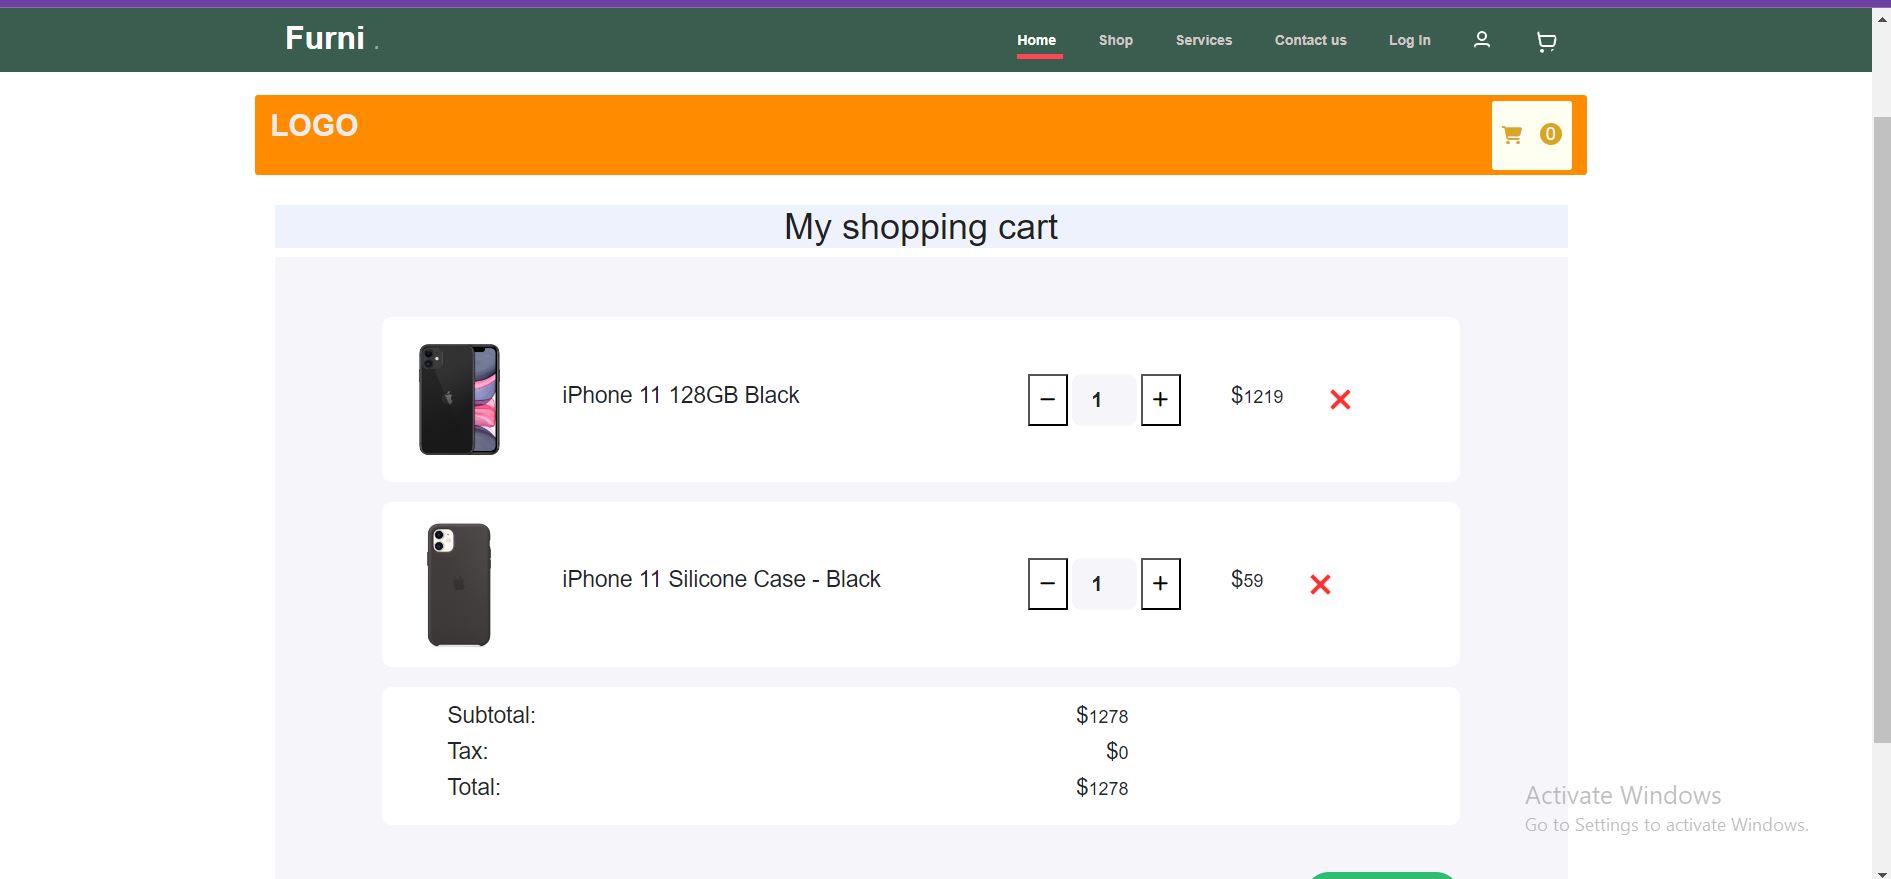 Furni .
Home Shop Services Contact us Log In
LOGO
0
My shopping cart
iPhone 11 128GB Black
− 1 + $1219
iPhone 11 Silicone Case - Black
− 1 + $59
Subtotal: $1278
Tax: $0
Total: $1278
Activate Windows
Go to Settings to activate Windows.